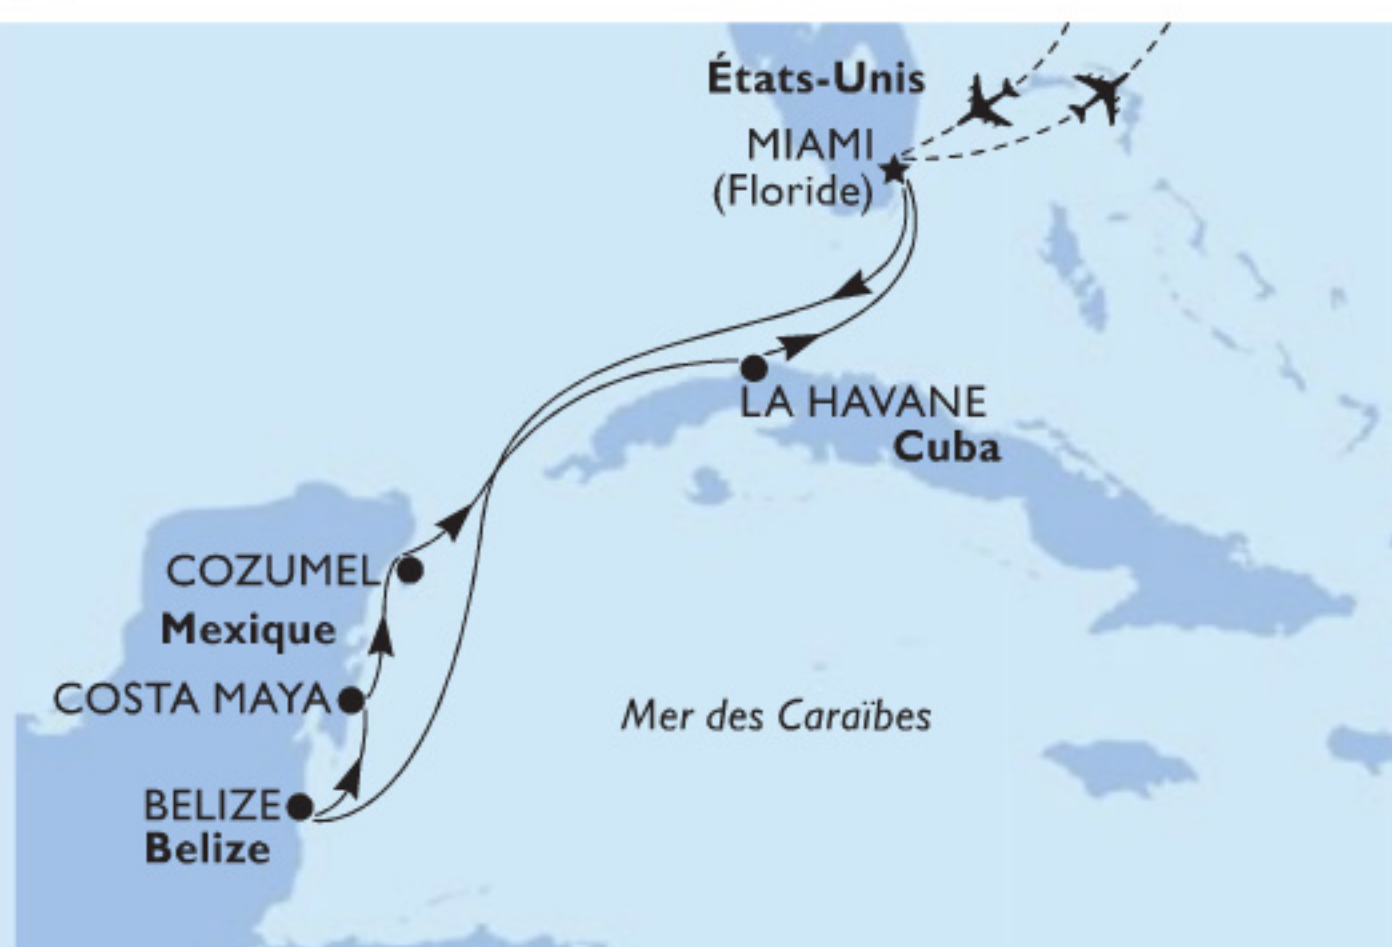 États-Unis
MIAMI
(Floride)
LA HAVANE
Cuba
COZUMEL
Mexique
COSTA MAYA
Mer des Caraïbes
BELIZE
Belize